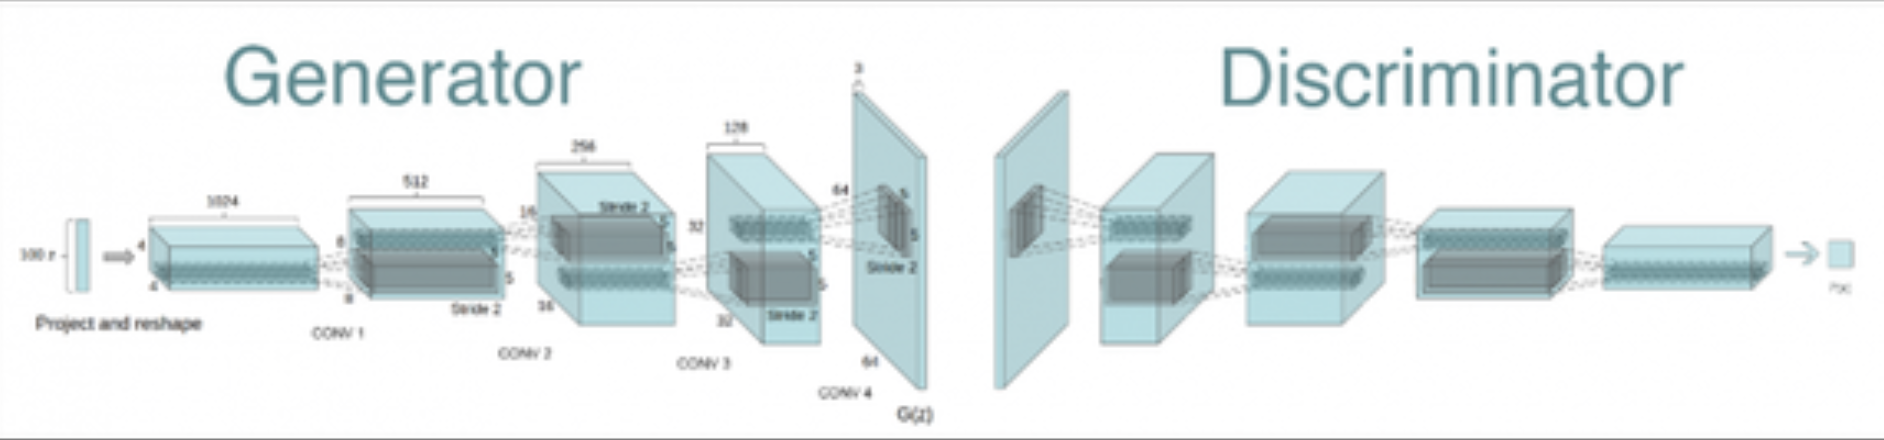 Generator
Discriminator
3
128
256
512
1024
64
5
16
Stride 2
32
4
8
5
5
100 z
5
5
Stride 2
4
5
5
8
16
Stride 2
32
Stride 2
Project and reshape
CONV 1
CONV 2
CONV 3
64
CONV 4
G(z)